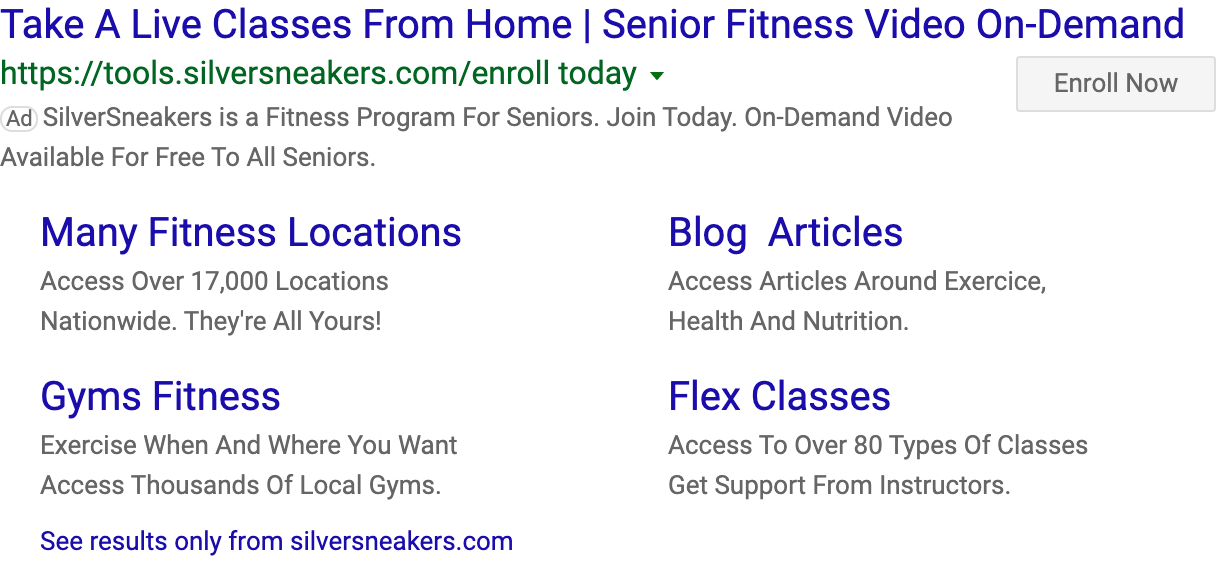 Take A Live Classes From Home | Senior Fitness Video On-Demand
https://tools.silversneakers.com/enroll today
Enroll Now
Ad SilverSneakers is a Fitness Program For Seniors. Join Today. On-Demand Video
Available For Free To All Seniors.
Many Fitness Locations
Access Over 17,000 Locations
Nationwide. They're All Yours!
Blog  Articles
Access Articles Around Exercice,
Health And Nutrition.
Gyms Fitness
Exercise When And Where You Want
Access Thousands Of Local Gyms.
Flex Classes
Access To Over 80 Types Of Classes
Get Support From Instructors.
See results only from silversneakers.com